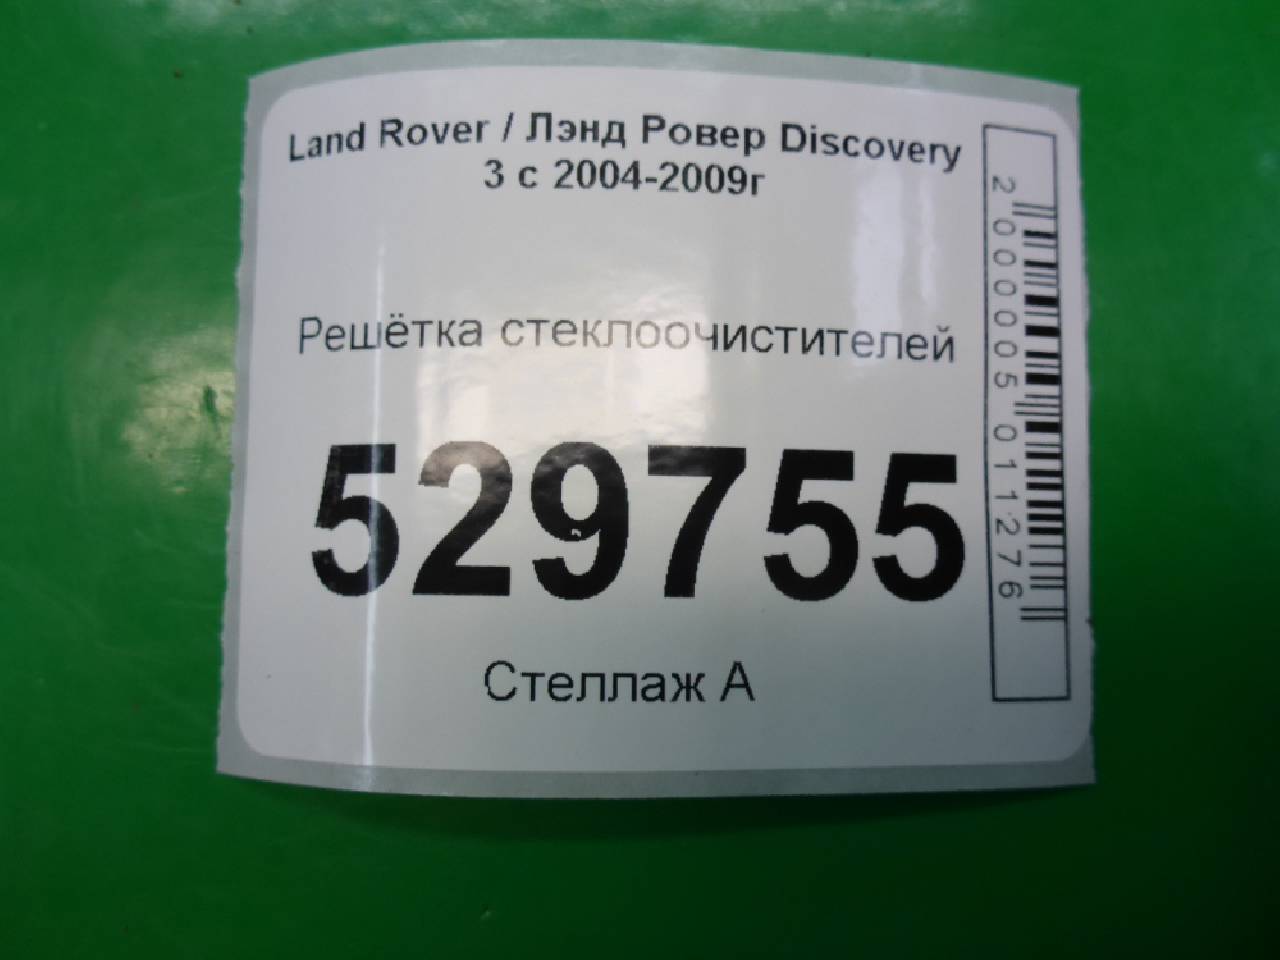 Land Rover / Лэнд Ровер Discovery
3 с 2004-2009г
Решётка стеклоочистителей
529755
Стеллаж А
2000005011276